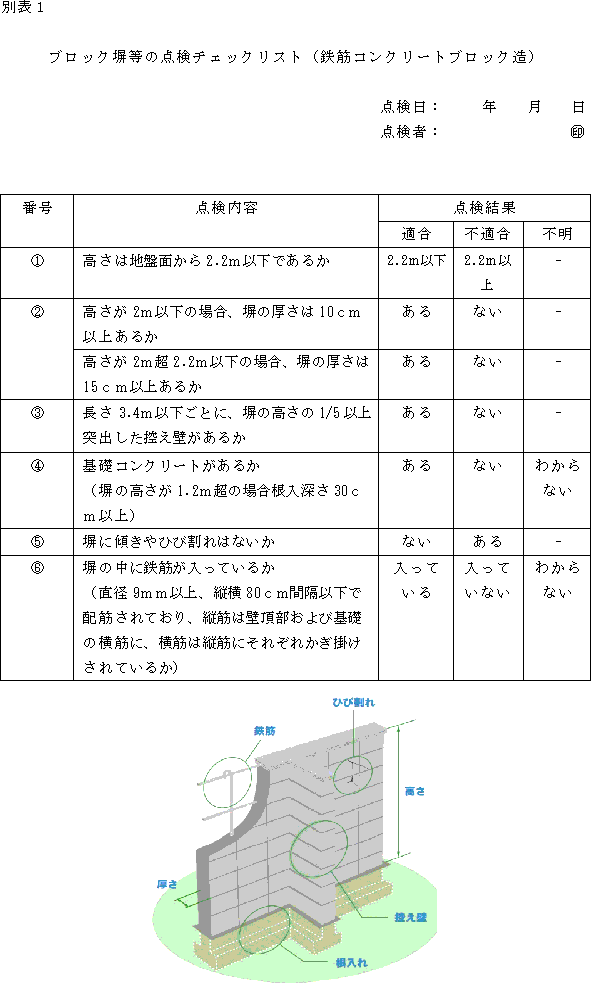 別表１
ブロック塀等の点検チェックリスト（鉄筋コンクリートブロック造）
点検日：　　年　　月　　日
点検者：　　　　　　　㊞
番号　点検内容　点検結果
適合　不適合　不明
①　高さは地盤面から2.2ｍ以下であるか　2.2ｍ以下　2.2ｍ以　－
上
②　高さが2ｍ以下の場合、塀の厚さは10ｃｍ　ある　ない　－
以上あるか
高さが2ｍ超2.2ｍ以下の場合、塀の厚さは　ある　ない　－
15ｃｍ以上あるか
③　長さ3.4ｍ以下ごとに、塀の高さの1/5以上　ある　ない　－
突出した控え壁があるか
④　基礎コンクリートがあるか　ある　ない　わから
（塀の高さが1.2ｍ超の場合根入深さ30ｃ　ない
ｍ以上）
⑤　塀に傾きやひび割れはないか　ない　ある　－
⑥　塀の中に鉄筋が入っているか　入って　入って　わから
（直径9ｍｍ以上、縦横80ｃｍ間隔以下で　いる　いない　ない
配筋されており、縦筋は壁頂部および基礎
の横筋に、横筋は縦筋にそれぞれかぎ掛け
されているか）
ひび割れ
鉄筋
高さ
厚さ
控え壁
根入れ